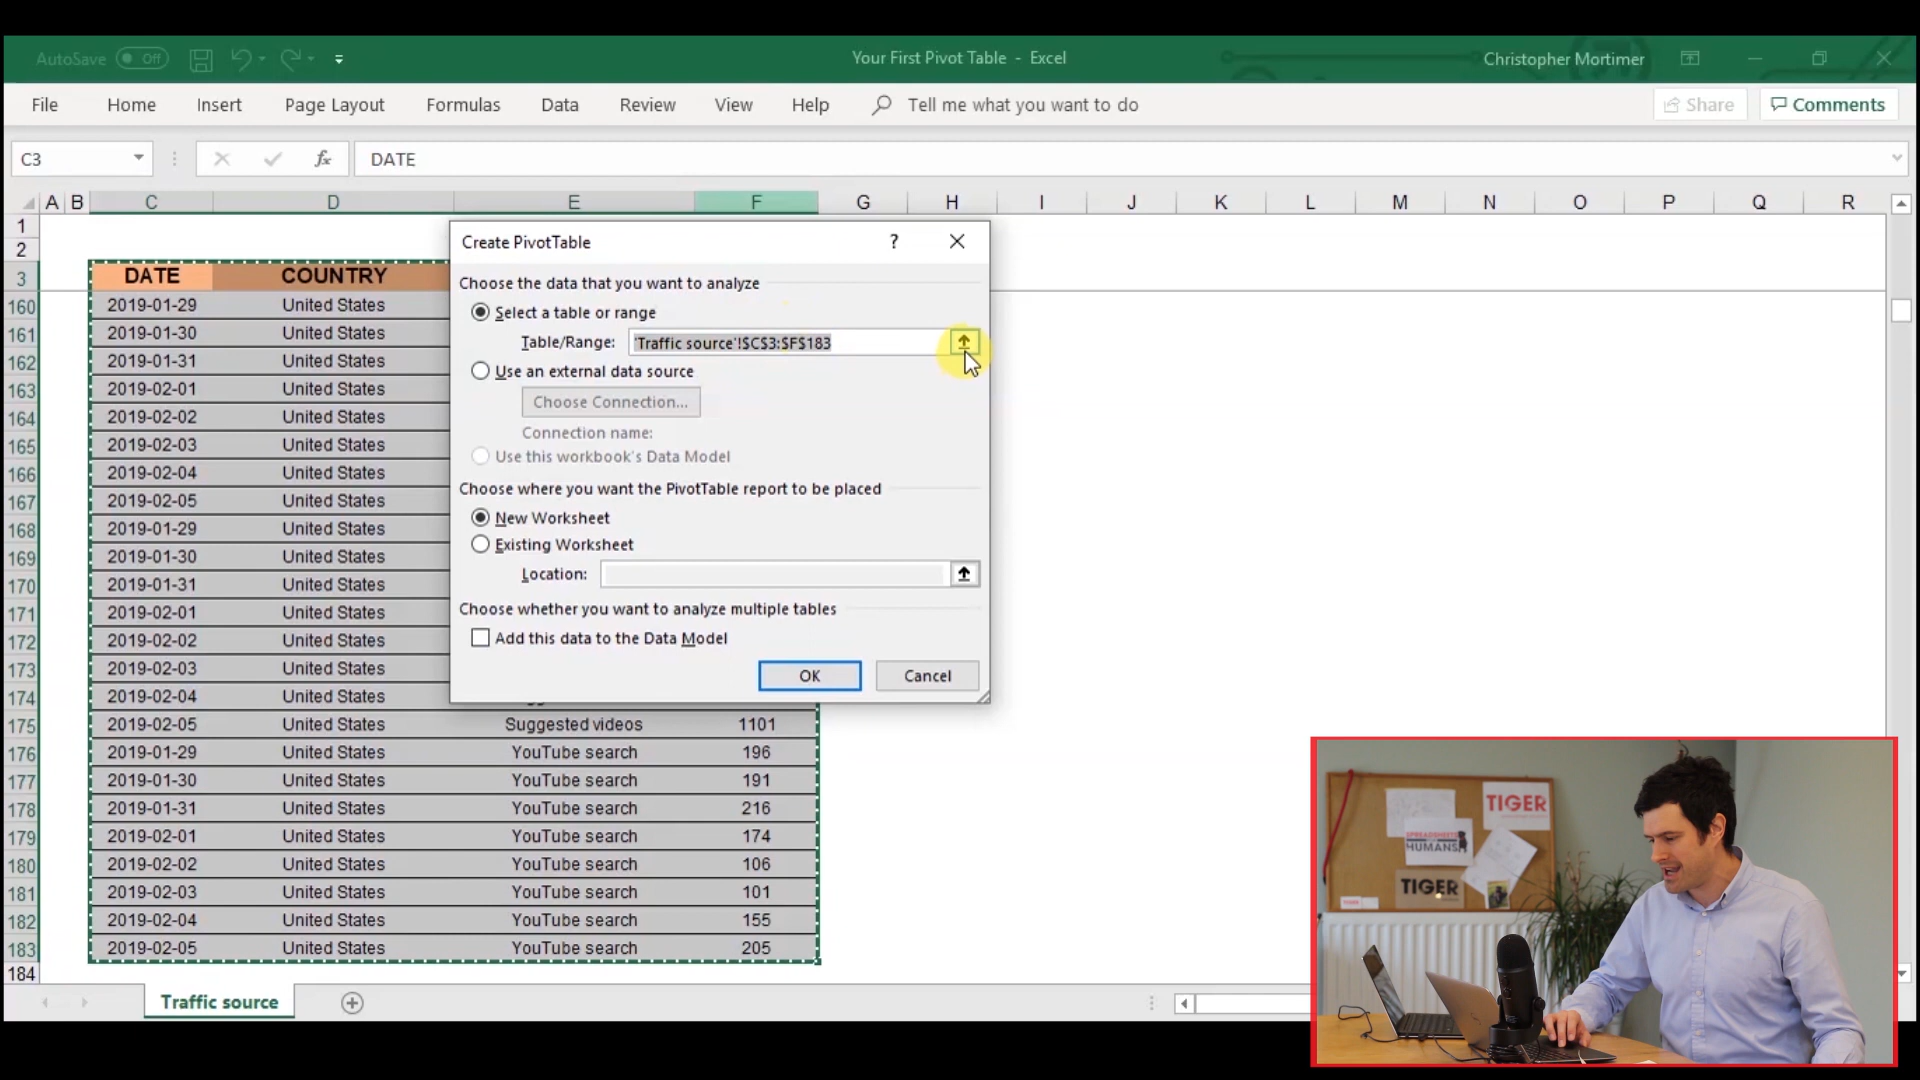 AutoSave Off Your First Pivot Table - Excel Christopher Mortimer
File Home Insert Page Layout Formulas Data Review View Help Tell me what you want to do Share Comments
C3 fx DATE
A B C D E F G H I J K L M N O P Q R
1
2
3 DATE COUNTRY
160 2019-01-29 United States
161 2019-01-30 United States
162 2019-01-31 United States
163 2019-02-01 United States
164 2019-02-02 United States
165 2019-02-03 United States
166 2019-02-04 United States
167 2019-02-05 United States
168 2019-01-29 United States
169 2019-01-30 United States
170 2019-01-31 United States
171 2019-02-01 United States
172 2019-02-02 United States
173 2019-02-03 United States
174 2019-02-04 United States
175 2019-02-05 United States Suggested videos 1101
176 2019-01-29 United States YouTube search 196
177 2019-01-30 United States YouTube search 191
178 2019-01-31 United States YouTube search 216
179 2019-02-01 United States YouTube search 174
180 2019-02-02 United States YouTube search 106
181 2019-02-03 United States YouTube search 101
182 2019-02-04 United States YouTube search 155
183 2019-02-05 United States YouTube search 205
184
Create PivotTable ?
Choose the data that you want to analyze
Select a table or range
Table/Range: 'Traffic source'!$C$3:$F$183
Use an external data source
Choose Connection...
Connection name:
Use this workbook's Data Model
Choose where you want the PivotTable report to be placed
New Worksheet
Existing Worksheet
Location:
Choose whether you want to analyze multiple tables
Add this data to the Data Model
OK Cancel
Traffic source
TIGER
SPREADSHEETS
HUMANS
TIGER